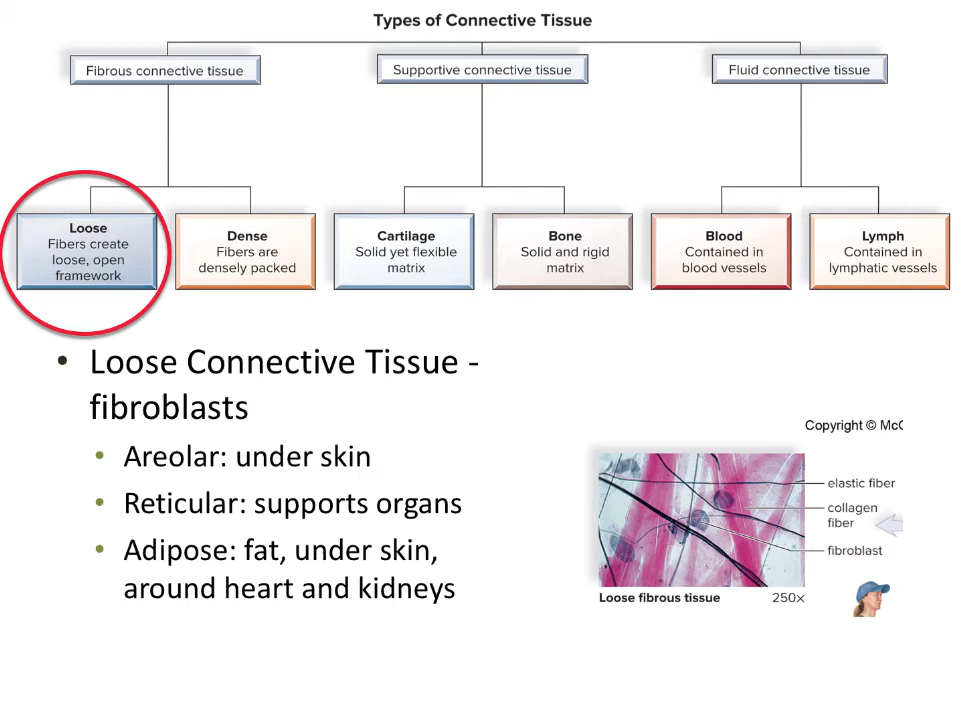 Types of Connective Tissue
Fibrous connective tissue
Supportive connective tissue
Fluid connective tissue
Loose
Fibers create
loose, open
framework
Dense
Fibers are
densely packed
Cartilage
Solid yet flexible
matrix
Bone
Solid and rigid
matrix
Blood
Contained in
blood vessels
Lymph
Contained in
lymphatic vessels
• Loose Connective Tissue -
fibroblasts
• Areolar: under skin
• Reticular: supports organs
• Adipose: fat, under skin,
around heart and kidneys
Copyright © Mc
elastic fiber
collagen
fiber
fibroblast
Loose fibrous tissue 250×